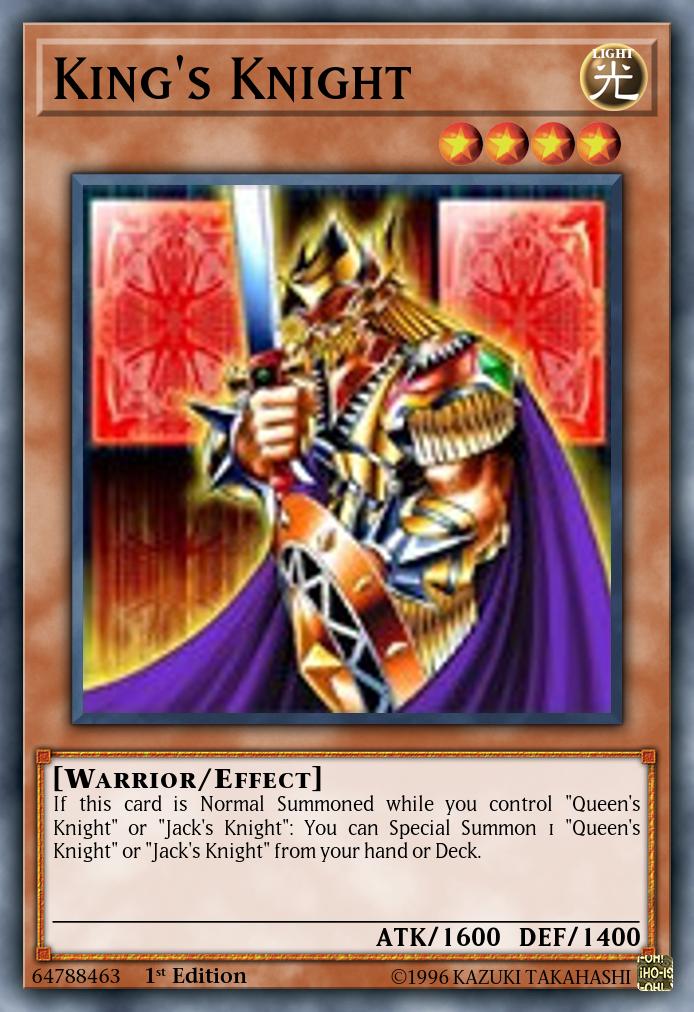 King's Knight
LIGHT
光
[Warrior/Effect]
If this card is Normal Summoned while you control "Queen's
Knight" or "Jack's Knight": You can Special Summon 1 "Queen's
Knight" or "Jack's Knight" from your hand or Deck.
ATK/1600 DEF/1400
64788463 1st Edition ©1996 KAZUKI TAKAHASHI